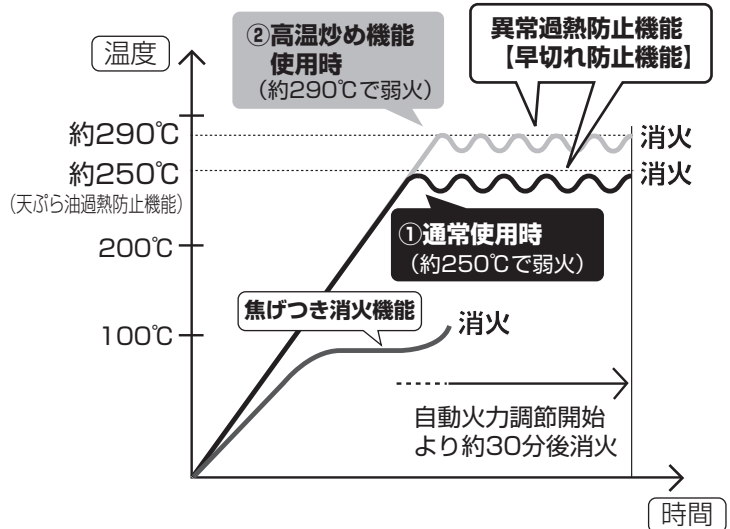 温度
②高温炒め機能
使用時
(約290℃で弱火)
異常過熱防止機能
【早切れ防止機能】
約290℃
消火
約250℃
消火
(天ぷら油過熱防止機能)
①通常使用時
(約250℃で弱火)
200℃
焦げつき消火機能
消火
100℃
自動火力調節開始
より約30分後消火
時間